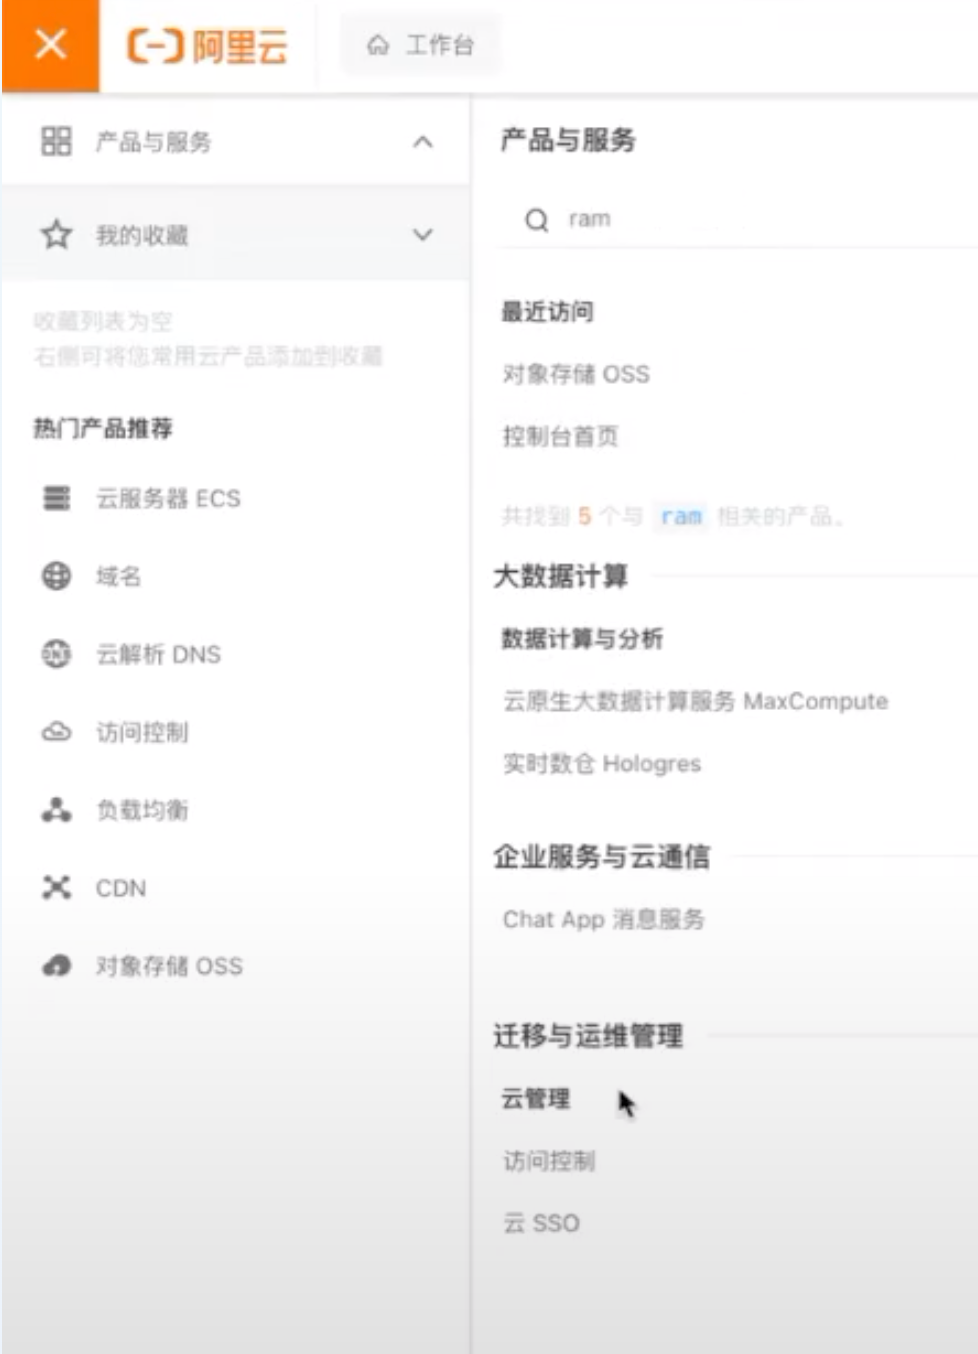 阿里云
工作台
产品与服务
我的收藏
收藏列表为空
右侧可将您常用云产品添加到收藏
热门产品推荐
云服务器 ECS
域名
云解析 DNS
访问控制
负载均衡
CDN
对象存储 OSS
产品与服务
ram
最近访问
对象存储 OSS
控制台首页
共找到 5 个与 ram 相关的产品。
大数据计算
数据计算与分析
云原生大数据计算服务 MaxCompute
实时数仓 Hologres
企业服务与云通信
Chat App 消息服务
迁移与运维管理
云管理
访问控制
云 SSO